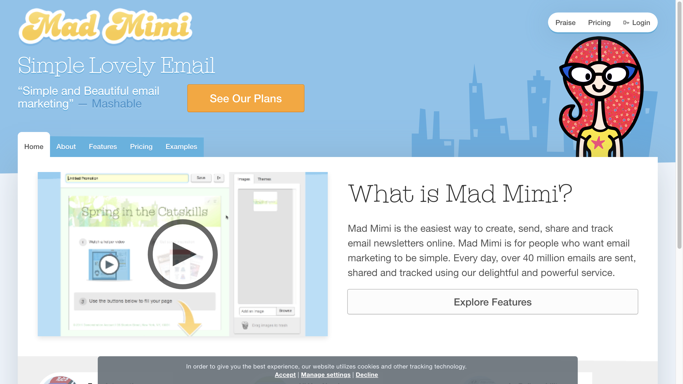 Mad Mimi
Praise Pricing Login
Simple Lovely Email
“Simple and Beautiful email
marketing” — Mashable
See Our Plans
Home About Features Pricing Examples
Untitled Promotion Save
Images Themes
Spring in the Catskills
What is Mad Mimi?
Mad Mimi is the easiest way to create, send, share and track
email newsletters online. Mad Mimi is for people who want email
marketing to be simple. Every day, over 40 million emails are sent,
shared and tracked using our delightful and powerful service.
Explore Features
1 Watch a helper video
2 Use the buttons below to fill your page
Add an Image Browse
Drag images to trash
In order to give you the best experience, our website utilizes cookies and other tracking technology.
Accept | Manage settings | Decline